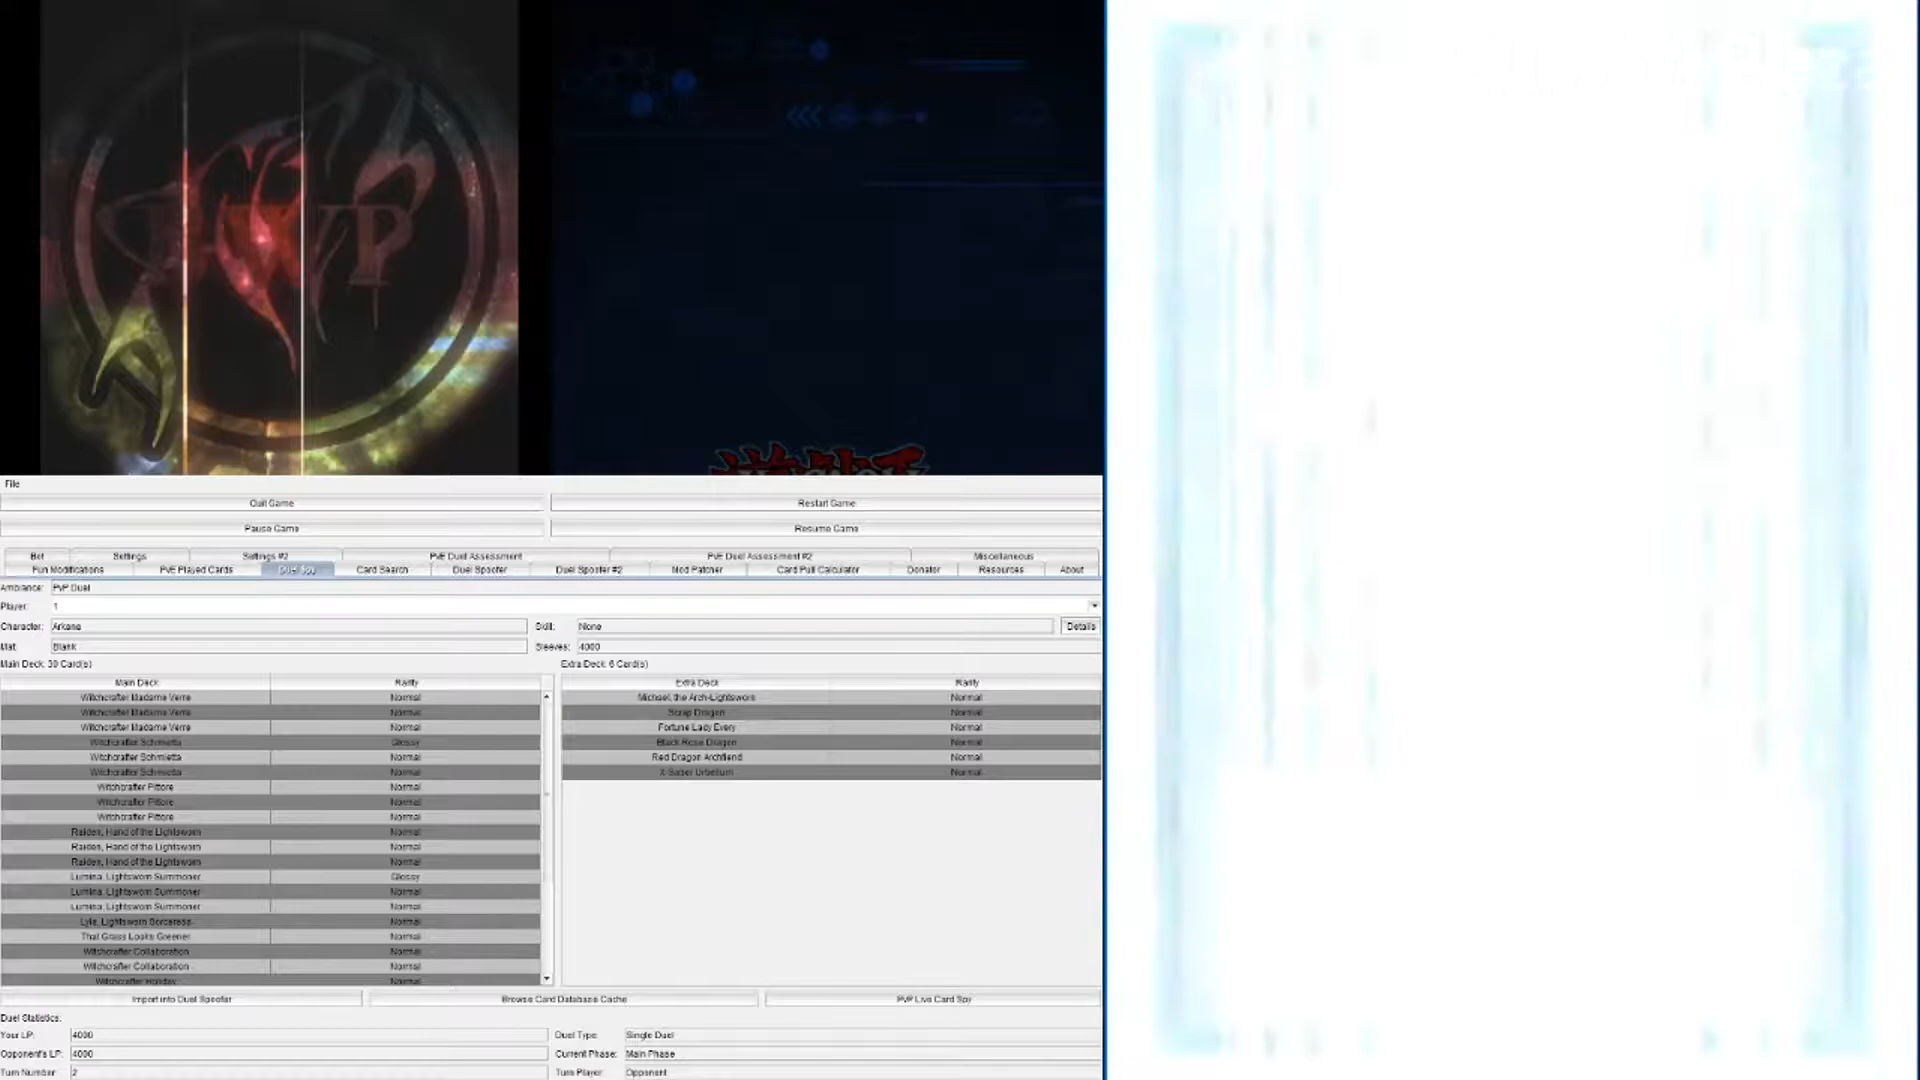 File
Quit Game
Restart Game
Pause Game
Resume Game
Bot
Settings
Settings #2
PvE Duel Assessment
PvE Duel Assessment #2
Miscellaneous
Fun Modifications
PvE Played Cards
Duel Spy
Card Search
Duel Spoofer
Duel Spoofer #2
Mod Patcher
Card Pull Calculator
Donator
Resources
About
Ambiance: PvP Duel
Player: 1
Character: Arkana
Skill: None
Details
Mat: Blank
Sleeves: 4000
Main Deck: 30 Card(s)
Extra Deck: 6 Card(s)
Main Deck Rarity
Extra Deck Rarity
Witchcrafter Madame Verre Normal
Michael, the Arch-Lightsworn Normal
Witchcrafter Madame Verre Normal
Scrap Dragon Normal
Witchcrafter Madame Verre Normal
Fortune Lady Every Normal
Witchcrafter Schmietta Glossy
Black Rose Dragon Normal
Witchcrafter Schmietta Normal
Red Dragon Archfiend Normal
Witchcrafter Schmietta Normal
X-Saber Urbellum Normal
Witchcrafter Pittore Normal
Witchcrafter Pittore Normal
Witchcrafter Pittore Normal
Raiden, Hand of the Lightsworn Normal
Raiden, Hand of the Lightsworn Normal
Raiden, Hand of the Lightsworn Normal
Lumina, Lightsworn Summoner Glossy
Lumina, Lightsworn Summoner Normal
Lumina, Lightsworn Summoner Normal
Lyla, Lightsworn Sorceress Normal
That Grass Looks Greener Normal
Witchcrafter Collaboration Normal
Witchcrafter Collaboration Normal
Witchcrafter Holiday Normal
Import into Duel Spoofer
Browse Card Database Cache
PvP Live Card Spy
Duel Statistics:
Your LP: 4000
Duel Type: Single Duel
Opponent's LP: 4000
Current Phase: Main Phase
Turn Number: 2
Turn Player: Opponent